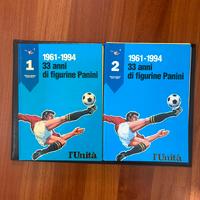 1
1961-1994
33 anni
di figurine Panini
l'Unità
2
1961-1994
33 anni
di figurine Panini
l'Unità